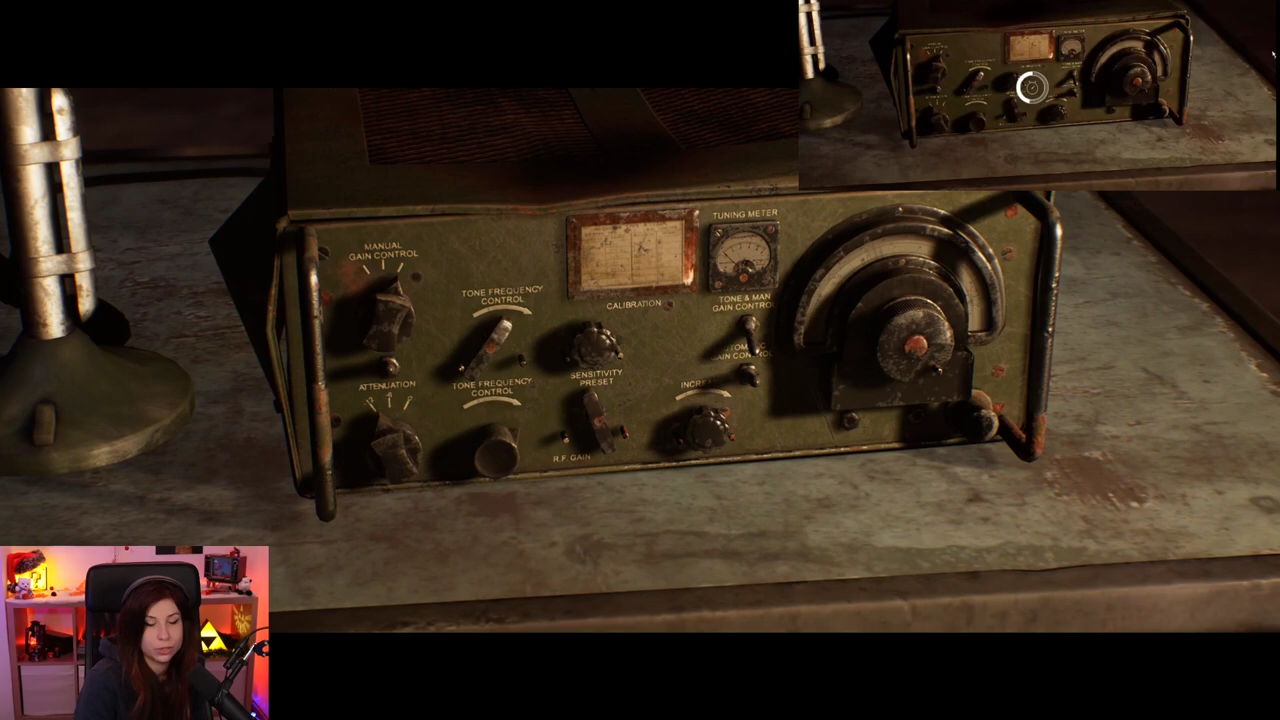 TUNING METER
MANUAL
GAIN CONTROL
TONE FREQUENCY
CONTROL
CALIBRATION
TONE & MAN
GAIN CONTROL
SENSITIVITY
PRESET
ATTENUATION
TONE FREQUENCY
CONTROL
R.F. GAIN